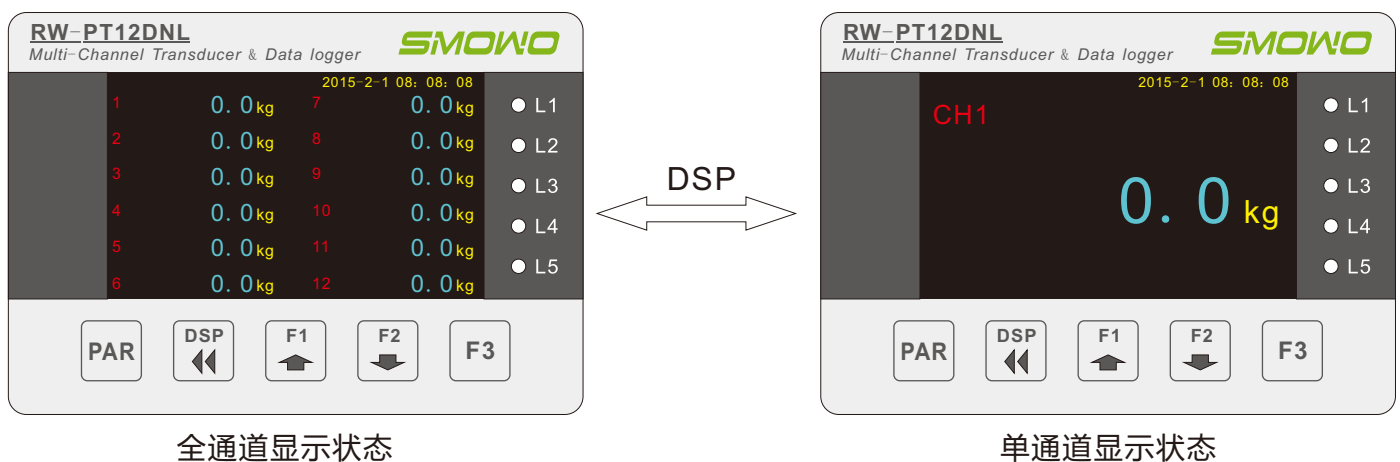 RW-PT12DNL
Multi-Channel Transducer & Data logger
SMOWO
2015-2-1 08: 08: 08
1 0. 0kg 7 0. 0kg
2 0. 0kg 8 0. 0kg
3 0. 0kg 9 0. 0kg
4 0. 0kg 10 0. 0kg
5 0. 0kg 11 0. 0kg
6 0. 0kg 12 0. 0kg
L1
L2
L3
L4
L5
PAR DSP F1 F2 F3
全通道显示状态
DSP
RW-PT12DNL
Multi-Channel Transducer & Data logger
SMOWO
2015-2-1 08: 08: 08
CH1
0. 0 kg
L1
L2
L3
L4
L5
PAR DSP F1 F2 F3
单通道显示状态